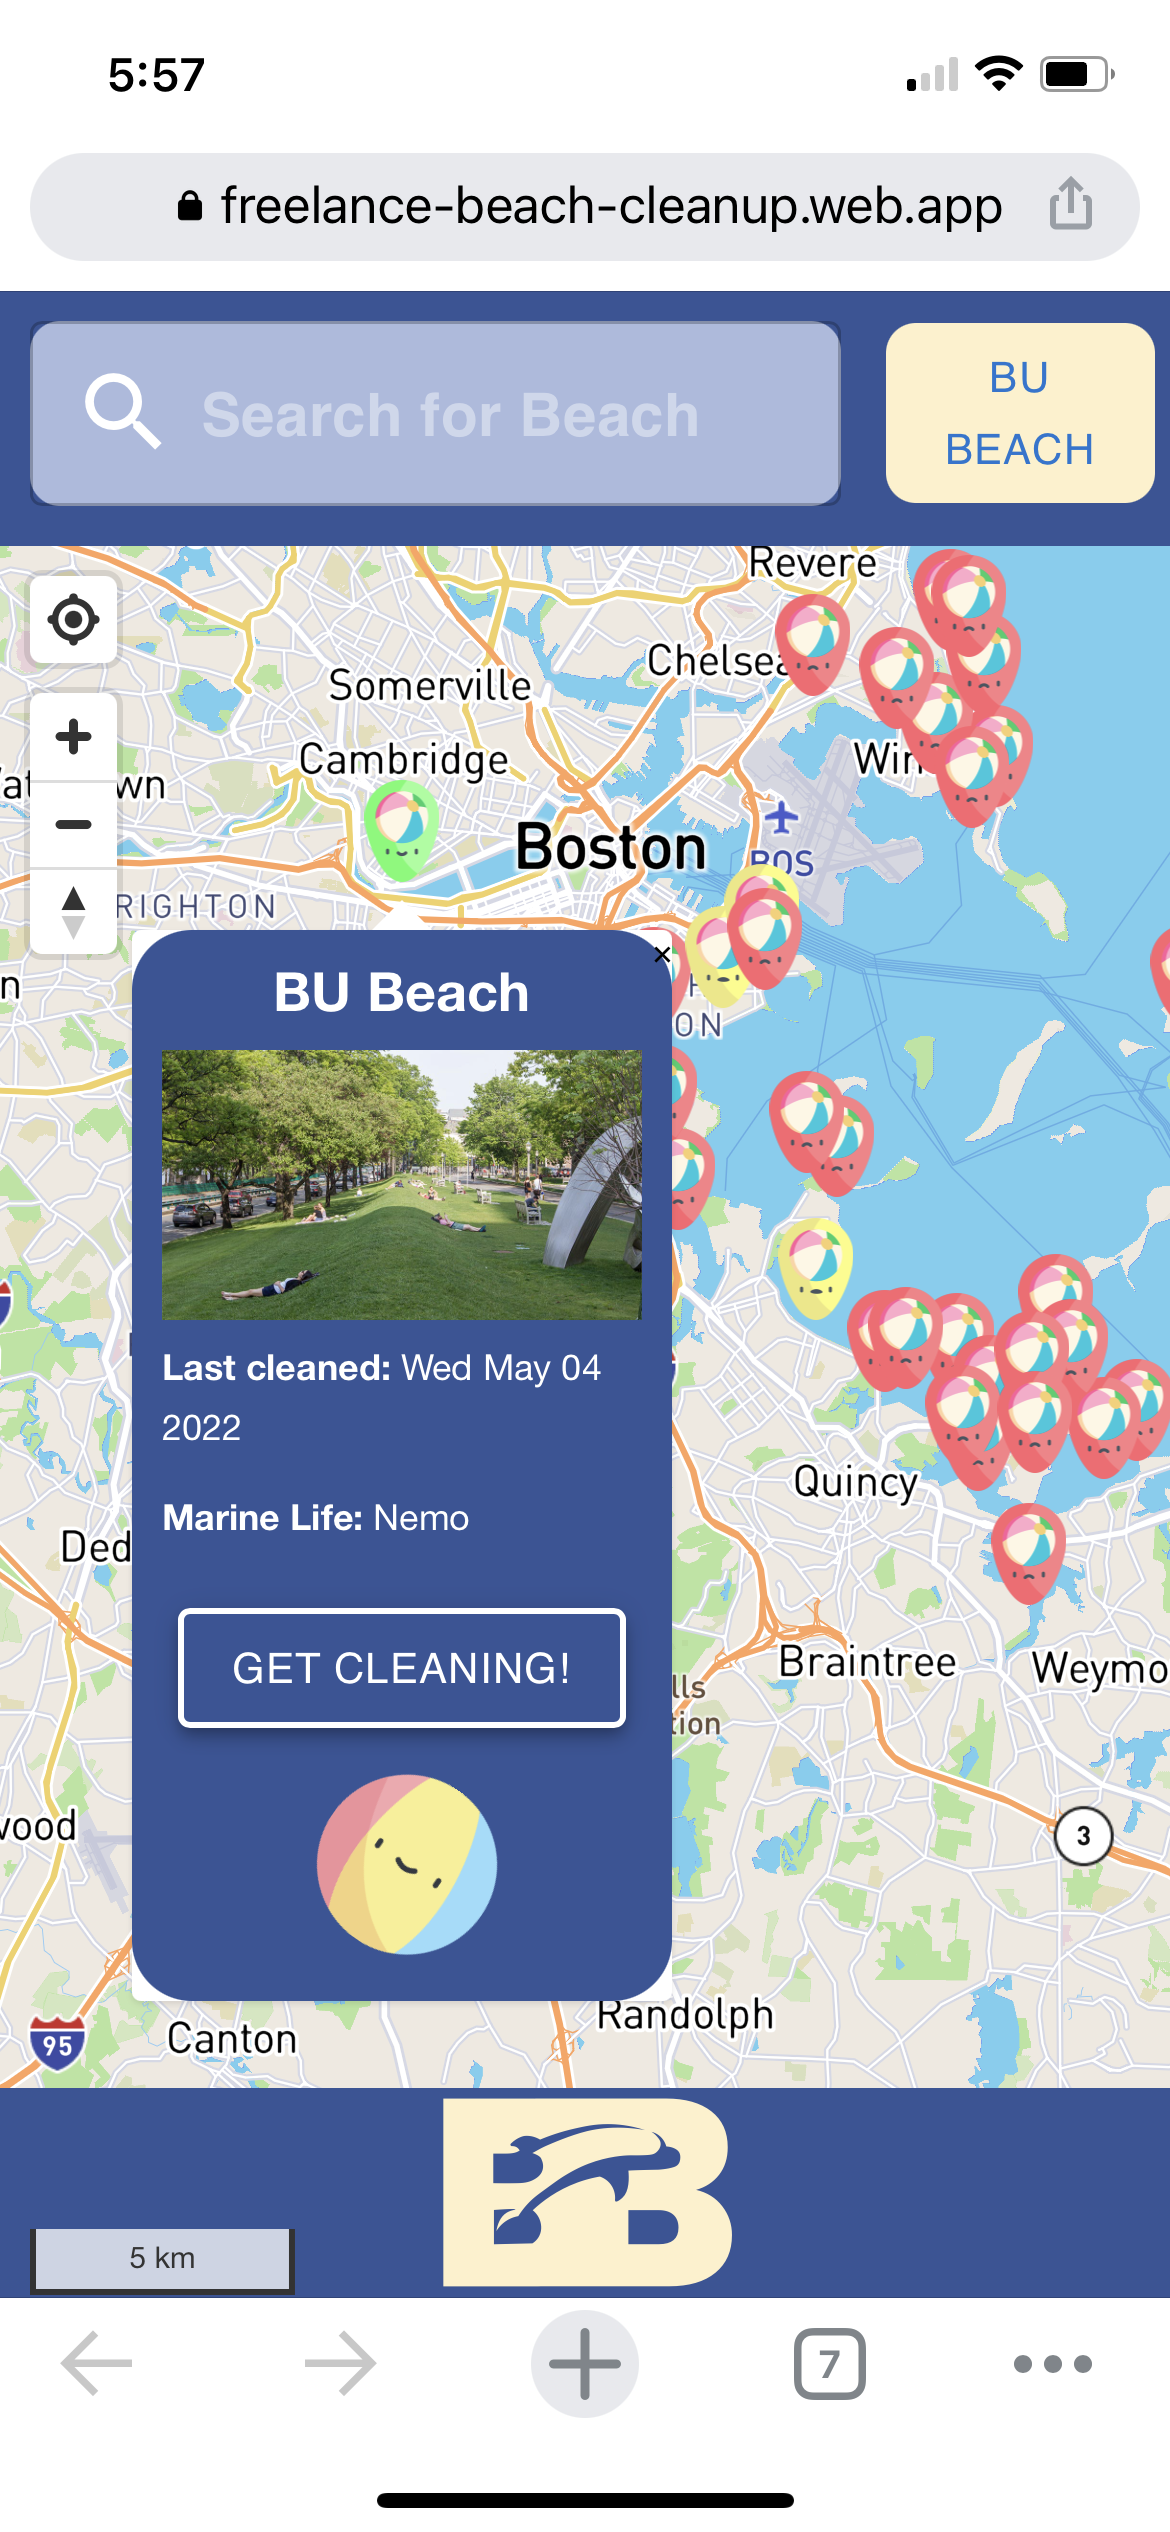 5:57
freelance-beach-cleanup.web.app
Search for Beach
BU
BEACH
Revere
Chelsea
Somerville
Win
Cambridge
wn
Boston
BOS
RIGHTON
n
ON
×
BU Beach
Last cleaned: Wed May 04
2022
Marine Life: Nemo
GET CLEANING!
Quincy
Ded
Braintree
Weymo
lls
tion
3
wood
Randolph
Canton
95
B
5 km
7